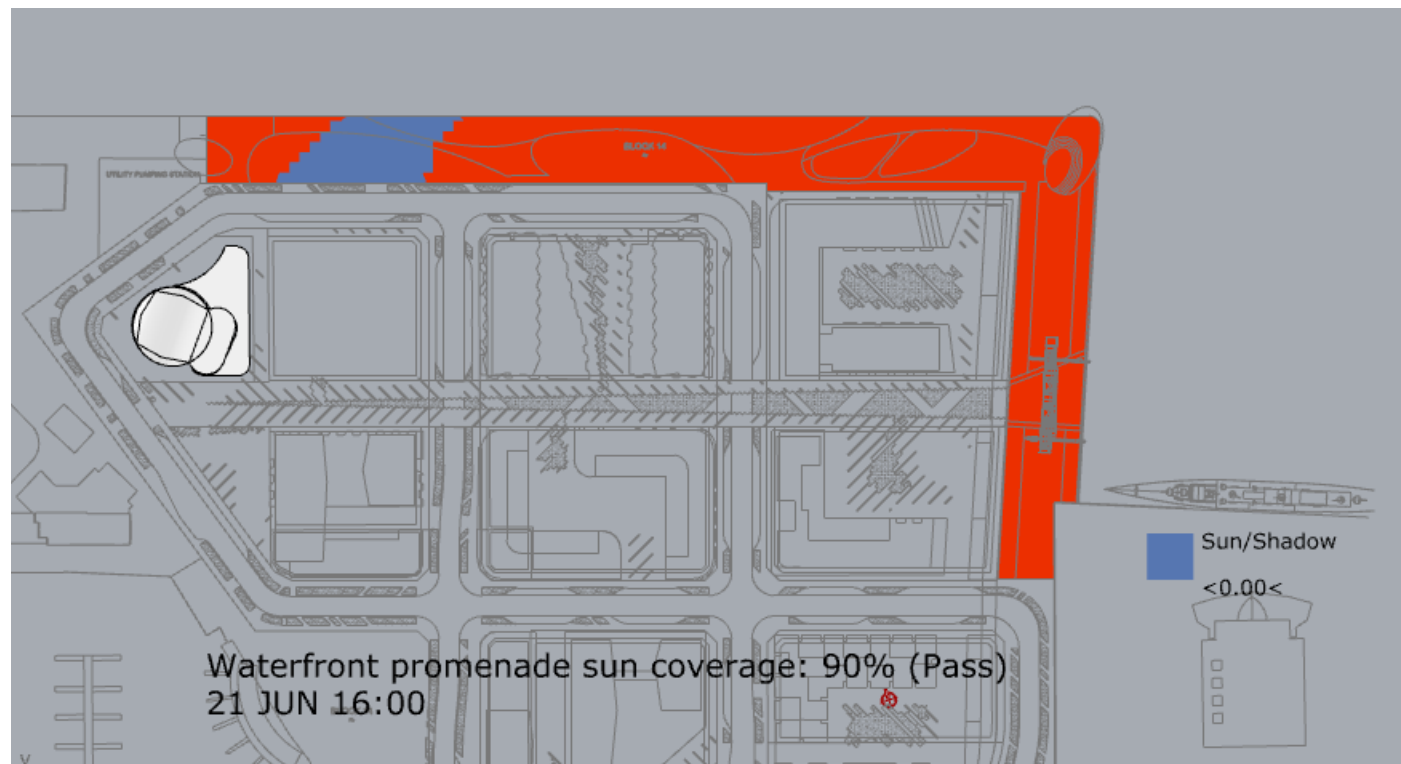 BLOCK 14
UTILITY PUMPING STATION
Sun/Shadow
<0.00<
Waterfront promenade sun coverage: 90% (Pass)
21 JUN 16:00
V